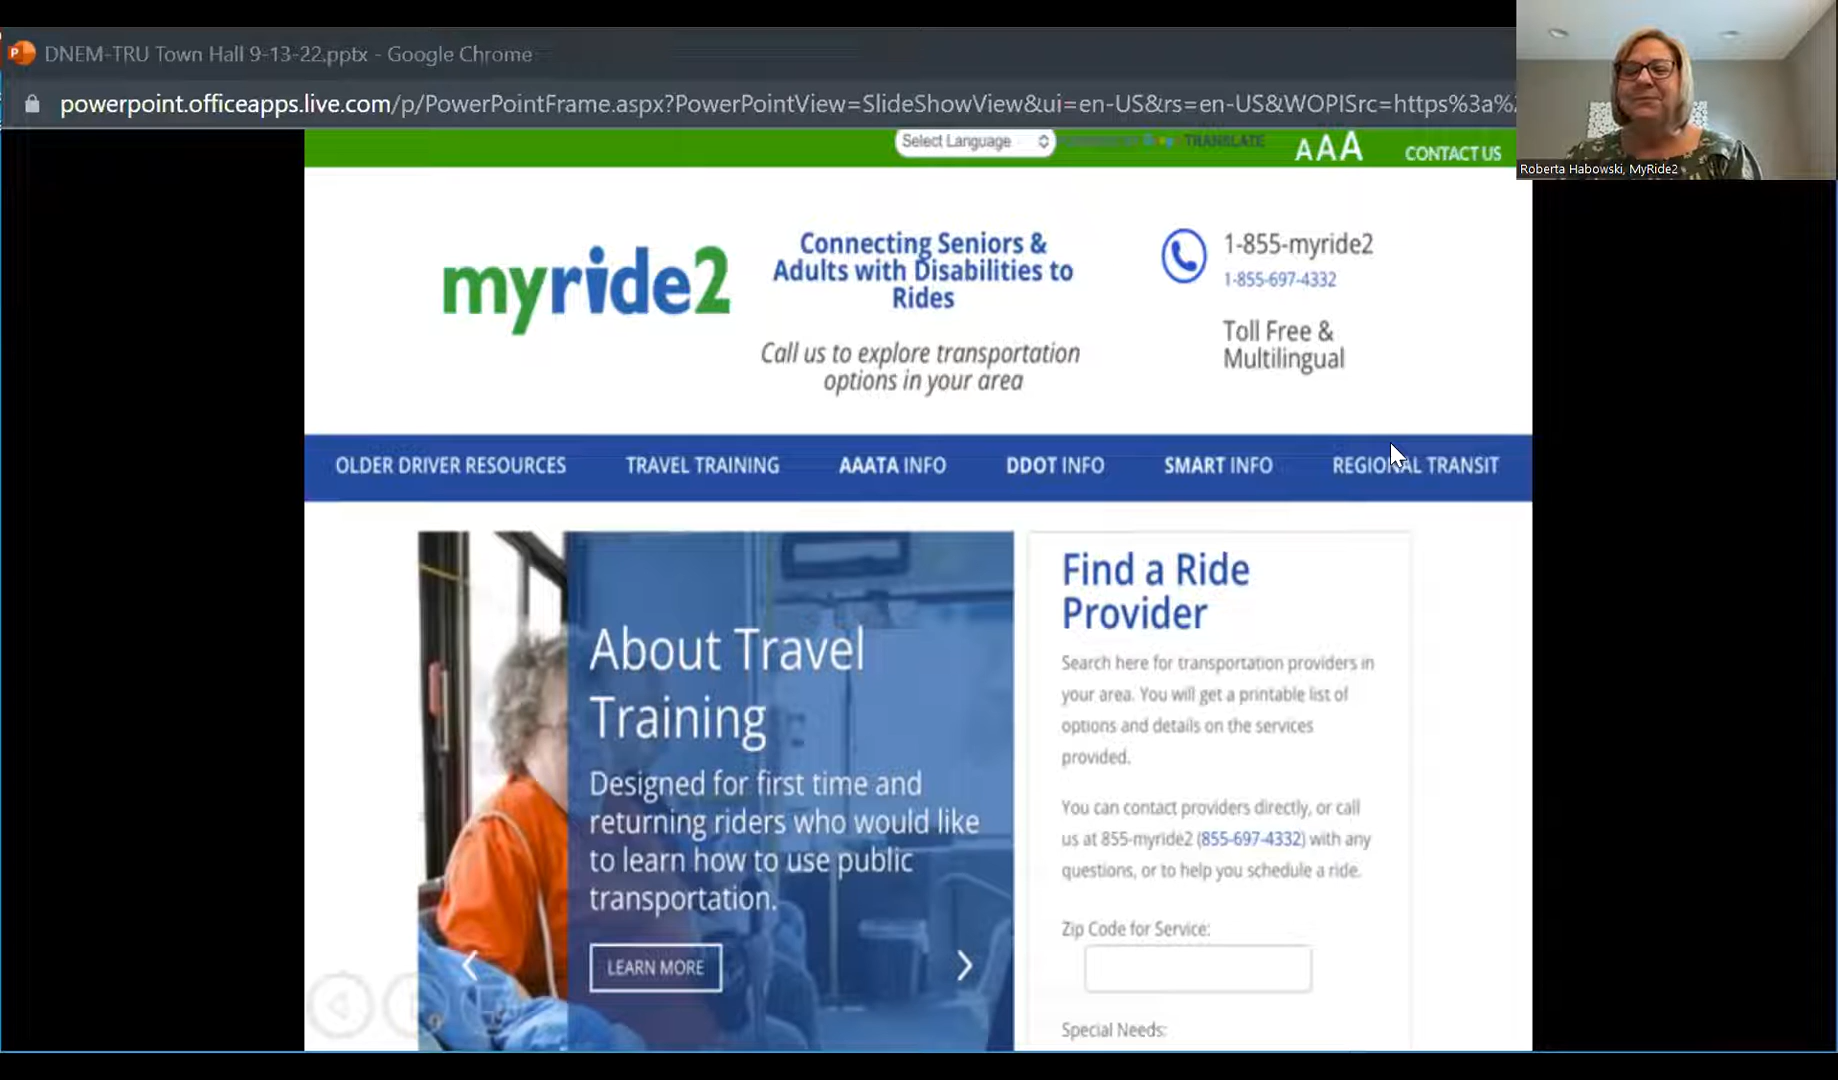 DNEM-TRU Town Hall 9-13-22.pptx - Google Chrome
powerpoint.officeapps.live.com/p/PowerPointFrame.aspx?PowerPointView=SlideShowView&ui=en-US&rs=en-US&WOPISrc=https%3a%
Roberta Habowski, MyRide2
Select Language
TRANSLATE
AAA
CONTACT US
myride2
Connecting Seniors &
Adults with Disabilities to
Rides
Call us to explore transportation
options in your area
1-855-myride2
1-855-697-4332
Toll Free &
Multilingual
OLDER DRIVER RESOURCES
TRAVEL TRAINING
AAATA INFO
DDOT INFO
SMART INFO
REGIONAL TRANSIT
About Travel
Training
Designed for first time and
returning riders who would like
to learn how to use public
transportation.
LEARN MORE
Find a Ride
Provider
Search here for transportation providers in
your area. You will get a printable list of
options and details on the services
provided.
You can contact providers directly, or call
us at 855-myride2 (855-697-4332) with any
questions, or to help you schedule a ride.
Zip Code for Service:
Special Needs: